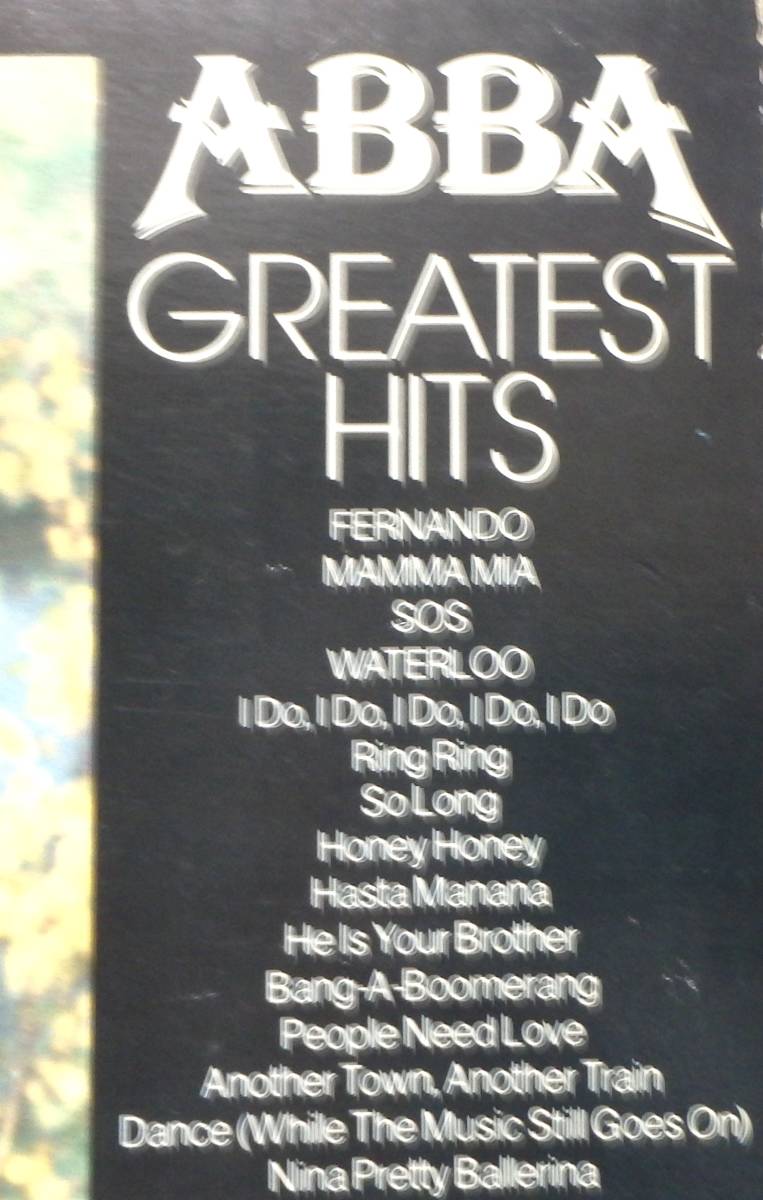 ABBA
GREATEST
HITS
FERNANDO
MAMMA MIA
SOS
WATERLOO
I Do, I Do, I Do, I Do, I Do
Ring Ring
So Long
Honey Honey
Hasta Manana
He Is Your Brother
Bang-A-Boomerang
People Need Love
Another Town, Another Train
Dance (While The Music Still Goes On)
Nina Pretty Ballerina